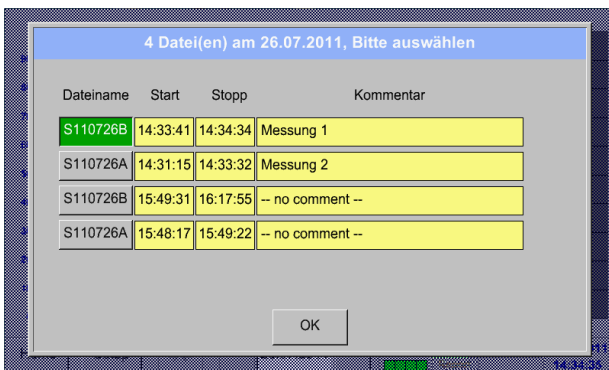 4 Datei(en) am 26.07.2011, Bitte auswählen
Dateiname Start Stopp Kommentar
S110726B 14:33:41 14:34:34 Messung 1
S110726A 14:31:15 14:33:32 Messung 2
S110726B 15:49:31 16:17:55 -- no comment --
S110726A 15:48:17 15:49:22 -- no comment --
OK
14:34:35